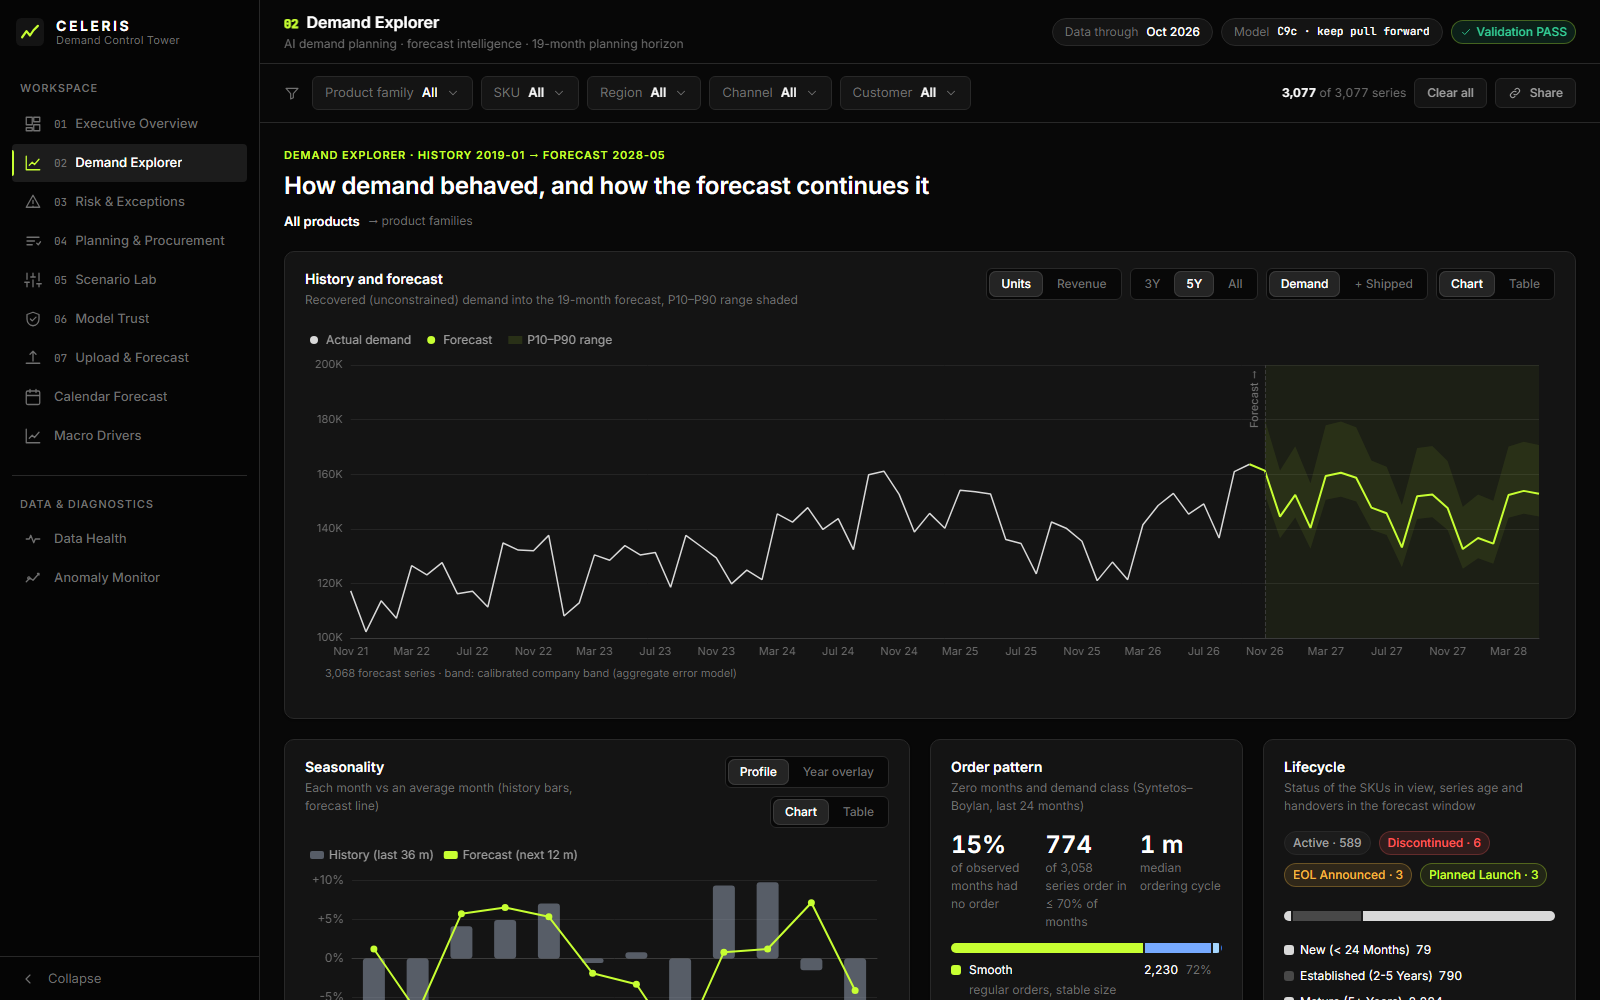 CELERIS
Demand Control Tower
WORKSPACE
01 Executive Overview
02 Demand Explorer
03 Risk & Exceptions
04 Planning & Procurement
05 Scenario Lab
06 Model Trust
07 Upload & Forecast
Calendar Forecast
Macro Drivers
DATA & DIAGNOSTICS
Data Health
Anomaly Monitor
Collapse
02 Demand Explorer
AI demand planning · forecast intelligence · 19-month planning horizon
Data through Oct 2026
Model C9c · keep pull forward
✓ Validation PASS
Product family All
SKU All
Region All
Channel All
Customer All
3,077 of 3,077 series
Clear all
Share
DEMAND EXPLORER · HISTORY 2019-01 → FORECAST 2028-05
How demand behaved, and how the forecast continues it
All products → product families
History and forecast
Recovered (unconstrained) demand into the 19-month forecast, P10–P90 range shaded
Units Revenue
3Y 5Y All
Demand + Shipped
Chart Table
Actual demand Forecast P10–P90 range
200K
180K
160K
140K
120K
100K
Forecast →
Nov 21 Mar 22 Jul 22 Nov 22 Mar 23 Jul 23 Nov 23 Mar 24 Jul 24 Nov 24 Mar 25 Jul 25 Nov 25 Mar 26 Jul 26 Nov 26 Mar 27 Jul 27 Nov 27 Mar 28
3,068 forecast series · band: calibrated company band (aggregate error model)
Seasonality
Each month vs an average month (history bars,
forecast line)
Profile Year overlay
Chart Table
History (last 36 m) Forecast (next 12 m)
+10%
+5%
0%
-5%
Order pattern
Zero months and demand class (Syntetos–
Boylan, last 24 months)
15%
of observed
months had
no order
774
of 3,058
series order in
≤ 70% of
months
1 m
median
ordering cycle
Smooth 2,230 72%
regular orders, stable size
Lifecycle
Status of the SKUs in view, series age and
handovers in the forecast window
Active · 589
Discontinued · 6
EOL Announced · 3
Planned Launch · 3
New (< 24 Months) 79
Established (2-5 Years) 790